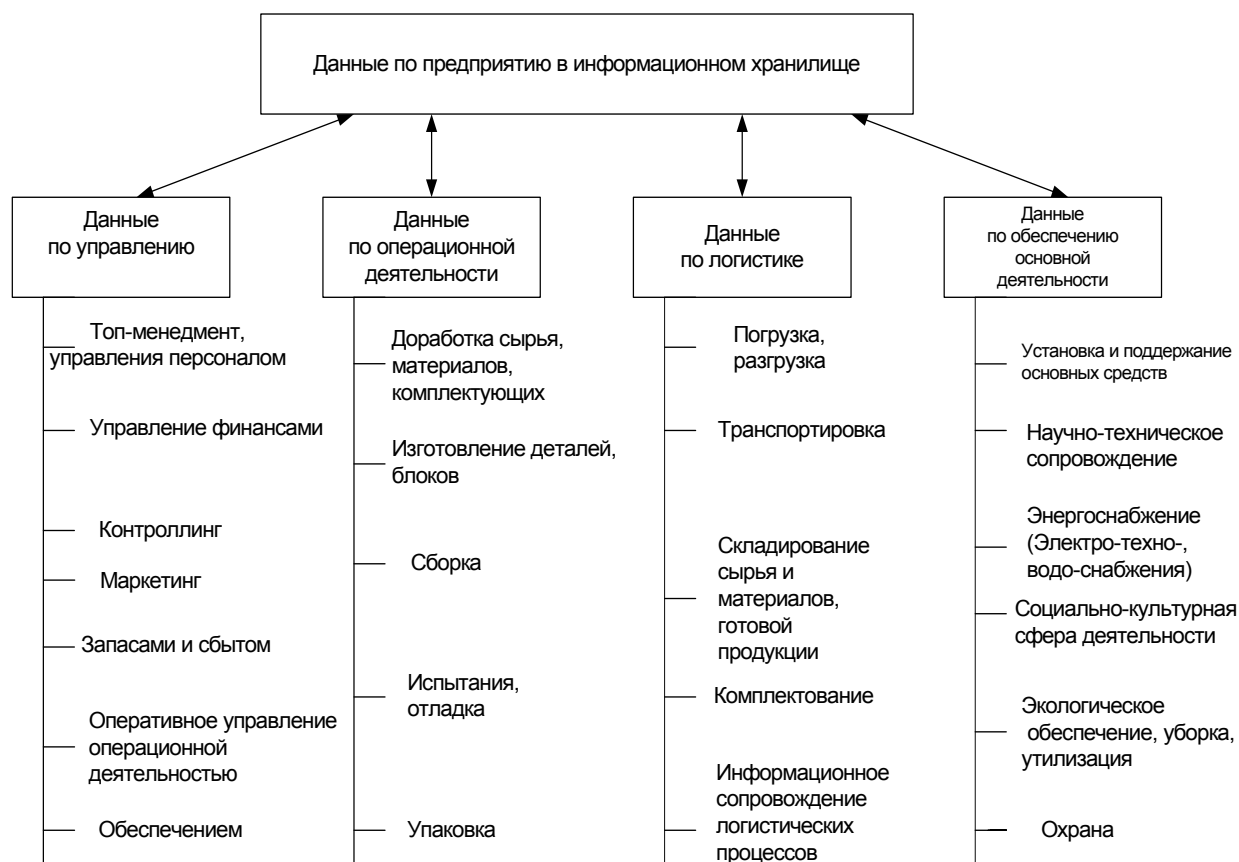 Данные по предприятию в информационном хранилище
Данные
по управлению
Топ-менедмент,
управления персоналом
Управление финансами
Контроллинг
Маркетинг
Запасами и сбытом
Оперативное управление
операционной
деятельностью
Обеспечением
Данные
по операционной
деятельности
Доработка сырья,
материалов,
комплектующих
Изготовление деталей,
блоков
Сборка
Испытания,
отладка
Упаковка
Данные
по логистике
Погрузка,
разгрузка
Транспортировка
Складирование
сырья и
материалов,
готовой
продукции
Комплектование
Информационное
сопровождение
логистических
процессов
Данные
по обеспечению
основной
деятельности
Установка и поддержание
основных средств
Научно-техническое
сопровождение
Энергоснабжение
(Электро-техно-,
водо-снабжения)
Социально-культурная
сфера деятельности
Экологическое
обеспечение, уборка,
утилизация
Охрана